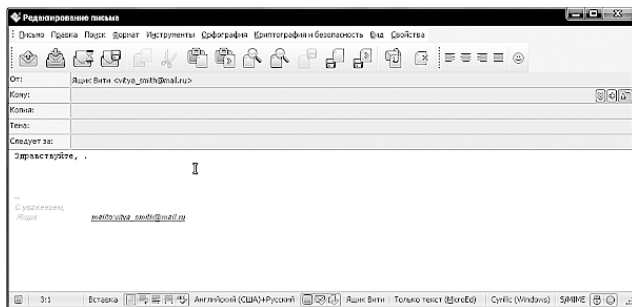 Редактирование письма
Письмо Правка Поиск Формат Инструменты Орфография Криптография и безопасность Вид Свойства
От: Ящик Вити <vitya_smith@mail.ru>
Кому:
Копия:
Тема:
Следует за:
Здравствуйте, .
--
С уважением,
Ящик mailto:vitya_smith@mail.ru
3:1 Вставка Английский (США)+Русский Ящик Вити Только текст (MicroEd) Cyrillic (Windows) S/MIME